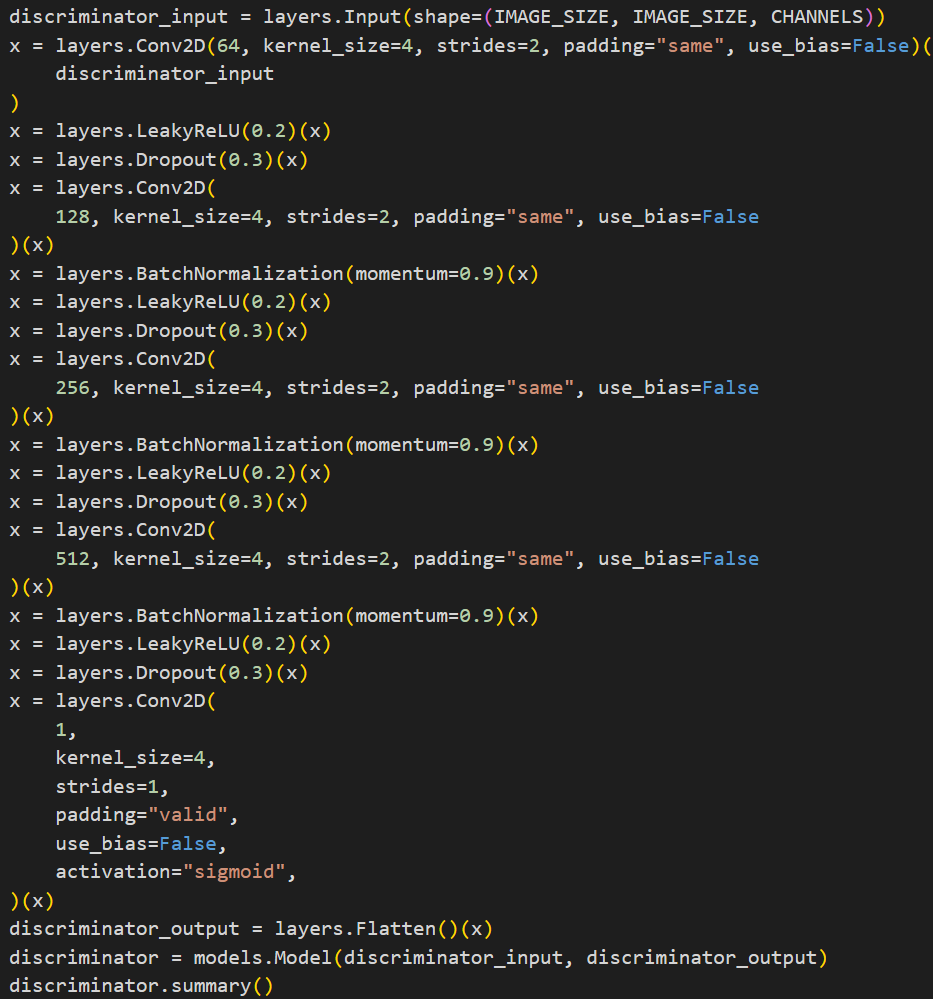 discriminator_input = layers.Input(shape=(IMAGE_SIZE, IMAGE_SIZE, CHANNELS))
x = layers.Conv2D(64, kernel_size=4, strides=2, padding="same", use_bias=False)(
    discriminator_input
)
x = layers.LeakyReLU(0.2)(x)
x = layers.Dropout(0.3)(x)
x = layers.Conv2D(
    128, kernel_size=4, strides=2, padding="same", use_bias=False
)(x)
x = layers.BatchNormalization(momentum=0.9)(x)
x = layers.LeakyReLU(0.2)(x)
x = layers.Dropout(0.3)(x)
x = layers.Conv2D(
    256, kernel_size=4, strides=2, padding="same", use_bias=False
)(x)
x = layers.BatchNormalization(momentum=0.9)(x)
x = layers.LeakyReLU(0.2)(x)
x = layers.Dropout(0.3)(x)
x = layers.Conv2D(
    512, kernel_size=4, strides=2, padding="same", use_bias=False
)(x)
x = layers.BatchNormalization(momentum=0.9)(x)
x = layers.LeakyReLU(0.2)(x)
x = layers.Dropout(0.3)(x)
x = layers.Conv2D(
    1,
    kernel_size=4,
    strides=1,
    padding="valid",
    use_bias=False,
    activation="sigmoid",
)(x)
discriminator_output = layers.Flatten()(x)
discriminator = models.Model(discriminator_input, discriminator_output)
discriminator.summary()